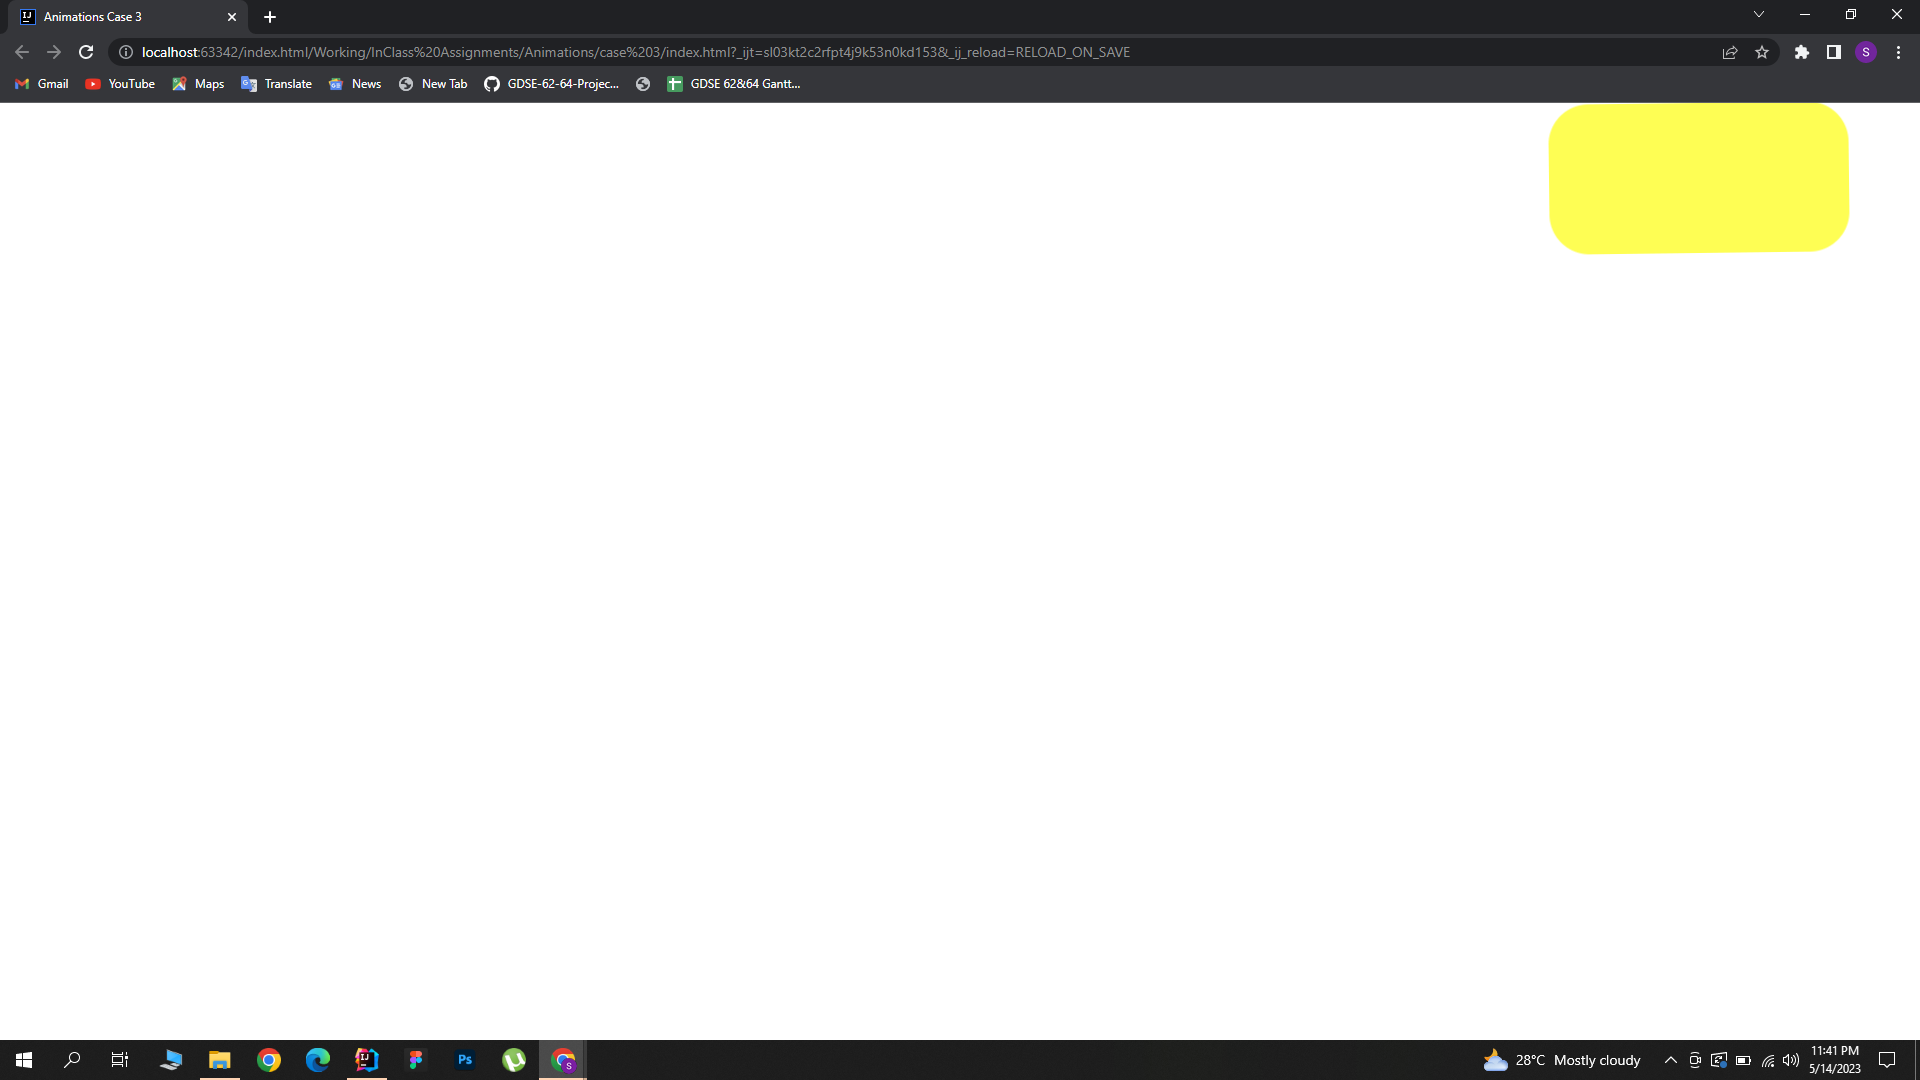 Animations Case 3
localhost:63342/index.html/Working/InClass%20Assignments/Animations/case%203/index.html?_ijt=sl03kt2c2rfpt4j9k53n0kd153&_ij_reload=RELOAD_ON_SAVE
S
Gmail YouTube Maps Translate News New Tab GDSE-62-64-Projec... GDSE 62&64 Gantt...
Ps
S
28°C Mostly cloudy
11:41 PM
5/14/2023